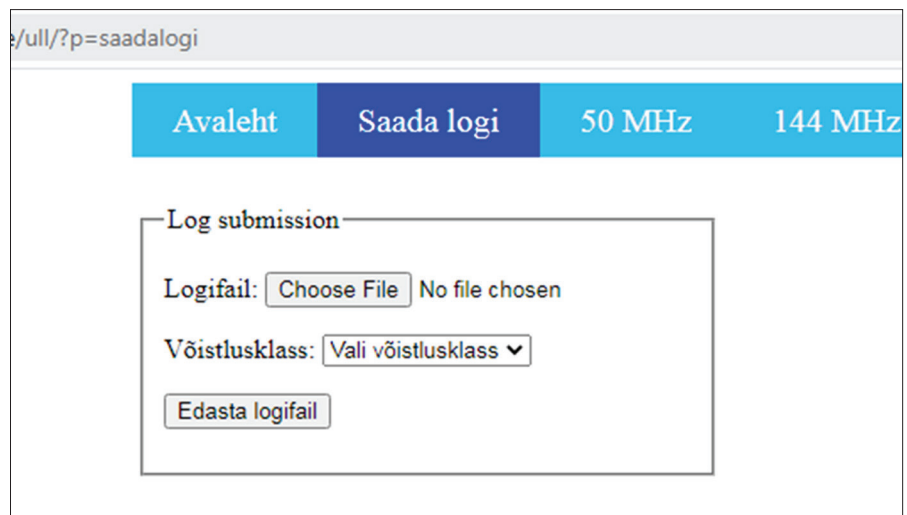 /ull/?p=saadalogi
Avaleht Saada logi 50 MHz 144 MHz
Log submission
Logifail: Choose File No file chosen
Võistlusklass: Vali võistlusklass
Edasta logifail